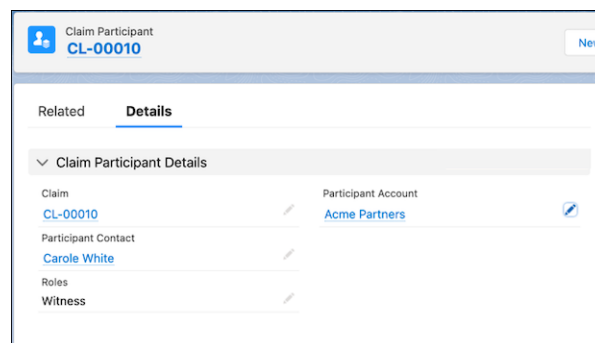 Claim Participant
CL-00010
Related
Details
Claim Participant Details
Claim
CL-00010
Participant Account
Acme Partners
Participant Contact
Carole White
Roles
Witness